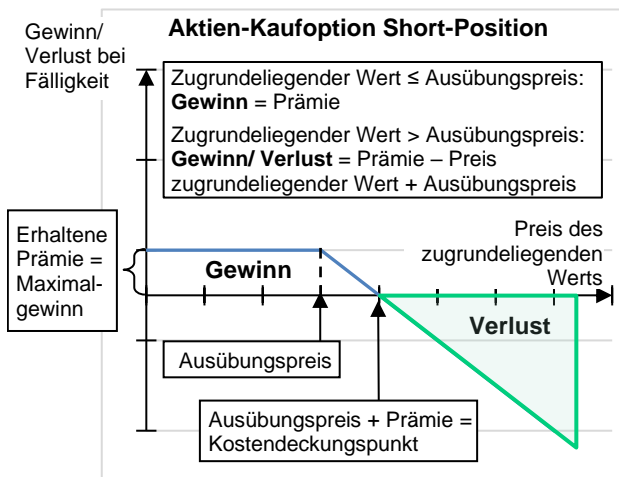 Aktien-Kaufoption Short-Position
Gewinn/
Verlust bei
Fälligkeit
Zugrundeliegender Wert ≤ Ausübungspreis:
Gewinn = Prämie
Zugrundeliegender Wert > Ausübungspreis:
Gewinn/ Verlust = Prämie – Preis
zugrundeliegender Wert + Ausübungspreis
Erhaltene
Prämie =
Maximal-
gewinn
Gewinn
Preis des
zugrundeliegenden
Werts
Verlust
Ausübungspreis
Ausübungspreis + Prämie =
Kostendeckungspunkt